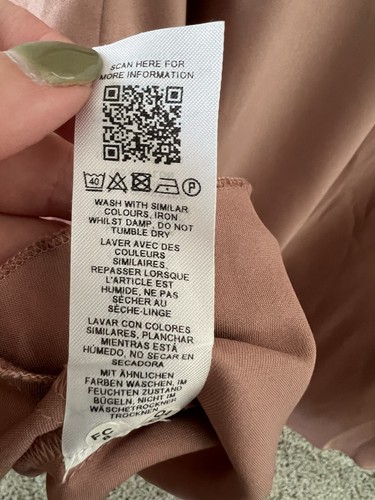 SCAN HERE FOR
MORE INFORMATION
40
P
WASH WITH SIMILAR
COLOURS, IRON
WHILST DAMP, DO NOT
TUMBLE DRY
LAVER AVEC DES
COULEURS
SIMILAIRES,
REPASSER LORSQUE
L'ARTICLE EST
HUMIDE, NE PAS
SÉCHER AU
SÈCHE-LINGE
LAVAR CON COLORES
SIMILARES, PLANCHAR
MIENTRAS ESTÁ
HÚMEDO, NO SECAR EN
SECADORA
MIT ÄHNLICHEN
FARBEN WASCHEN, IM
FEUCHTEN ZUSTAND
BÜGELN, NICHT IM
WÄSCHETROCKNER
TROCKNEN